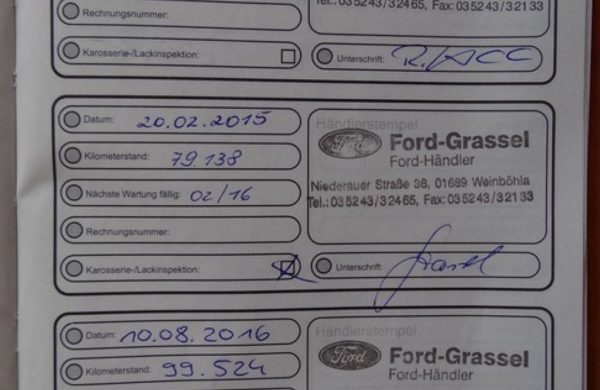 Rechnungsnummer:
Tel.: 035243/32465, Fax: 035243/32133
Karosserie-/Lackinspektion:
Unterschrift:
Datum: 20.02.2015
Kilometerstand: 79 138
Nächste Wartung fällig: 02/16
Rechnungsnummer:
Karosserie-/Lackinspektion:
Händlerstempel
Ford
Ford-Grassel
Ford-Händler
Niederauer Straße 38, 01689 Weinböhla
Tel.: 035243/32465, Fax: 035243/32133
Unterschrift:
Datum: 10.08.2016
Kilometerstand: 99.524
Händlerstempel
Ford
Ford-Grassel
Ford-Händler